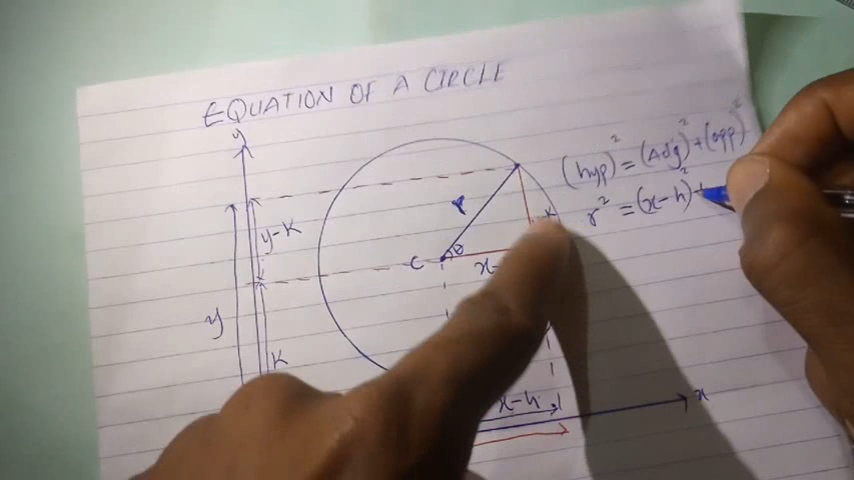 EQUATION OF A CIRCLE
y
(hyp)² = (Adj)² + (opp)²
r² = (x-h)² +
r
y-K
C θ
x-
y
K
x-h
x